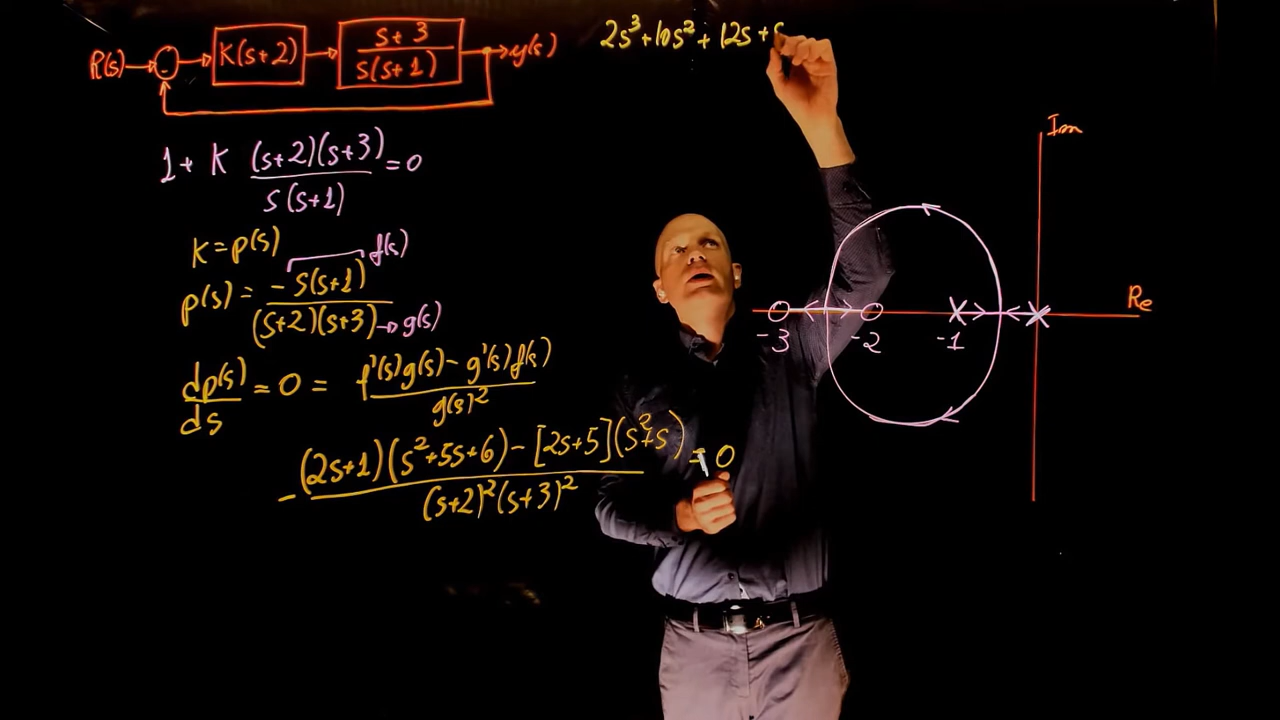 R(s) - K(s+2) s+3 / s(s+1) y(s)
1+ K (s+2)(s+3) / s(s+1) =0
K=p(s)
p(s) = -s(s+1) / (s+2)(s+3)
f(s)
→ g(s)
dp(s)/ds = 0 = f'(s)g(s) - g'(s)f(s) / g(s)²
- (2s+1)(s²+5s+6) - [2s+5](s²+s) / (s+2)²(s+3)² = 0
2s³+10s²+12s+
Im
Re
-3 -2 -1